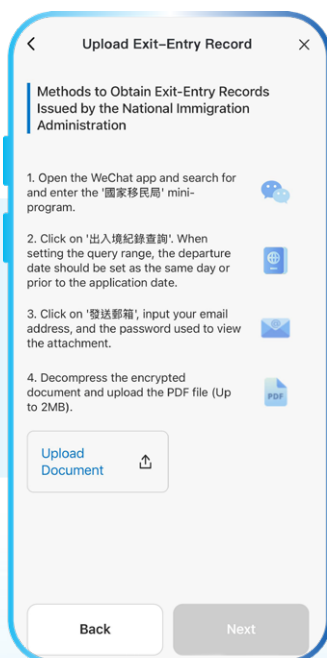 Upload Exit-Entry Record
Methods to Obtain Exit-Entry Records
Issued by the National Immigration
Administration
1. Open the WeChat app and search for
and enter the '國家移民局' mini-
program.
2. Click on '出入境紀錄查詢'. When
setting the query range, the departure
date should be set as the same day or
prior to the application date.
3. Click on '發送郵箱', input your email
address, and the password used to view
the attachment.
4. Decompress the encrypted
document and upload the PDF file (Up
to 2MB).
PDF
Upload
Document
Back
Next